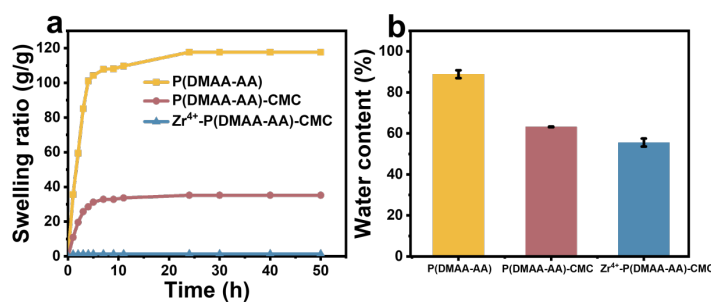 a
Swelling ratio (g/g)
120
100
80
60
40
20
0
P(DMAA-AA)
P(DMAA-AA)-CMC
Zr⁴⁺-P(DMAA-AA)-CMC
0 10 20 30 40 50
Time (h)
b
Water content (%)
100
80
60
40
20
0
P(DMAA-AA) P(DMAA-AA)-CMC Zr⁴⁺-P(DMAA-AA)-CMC